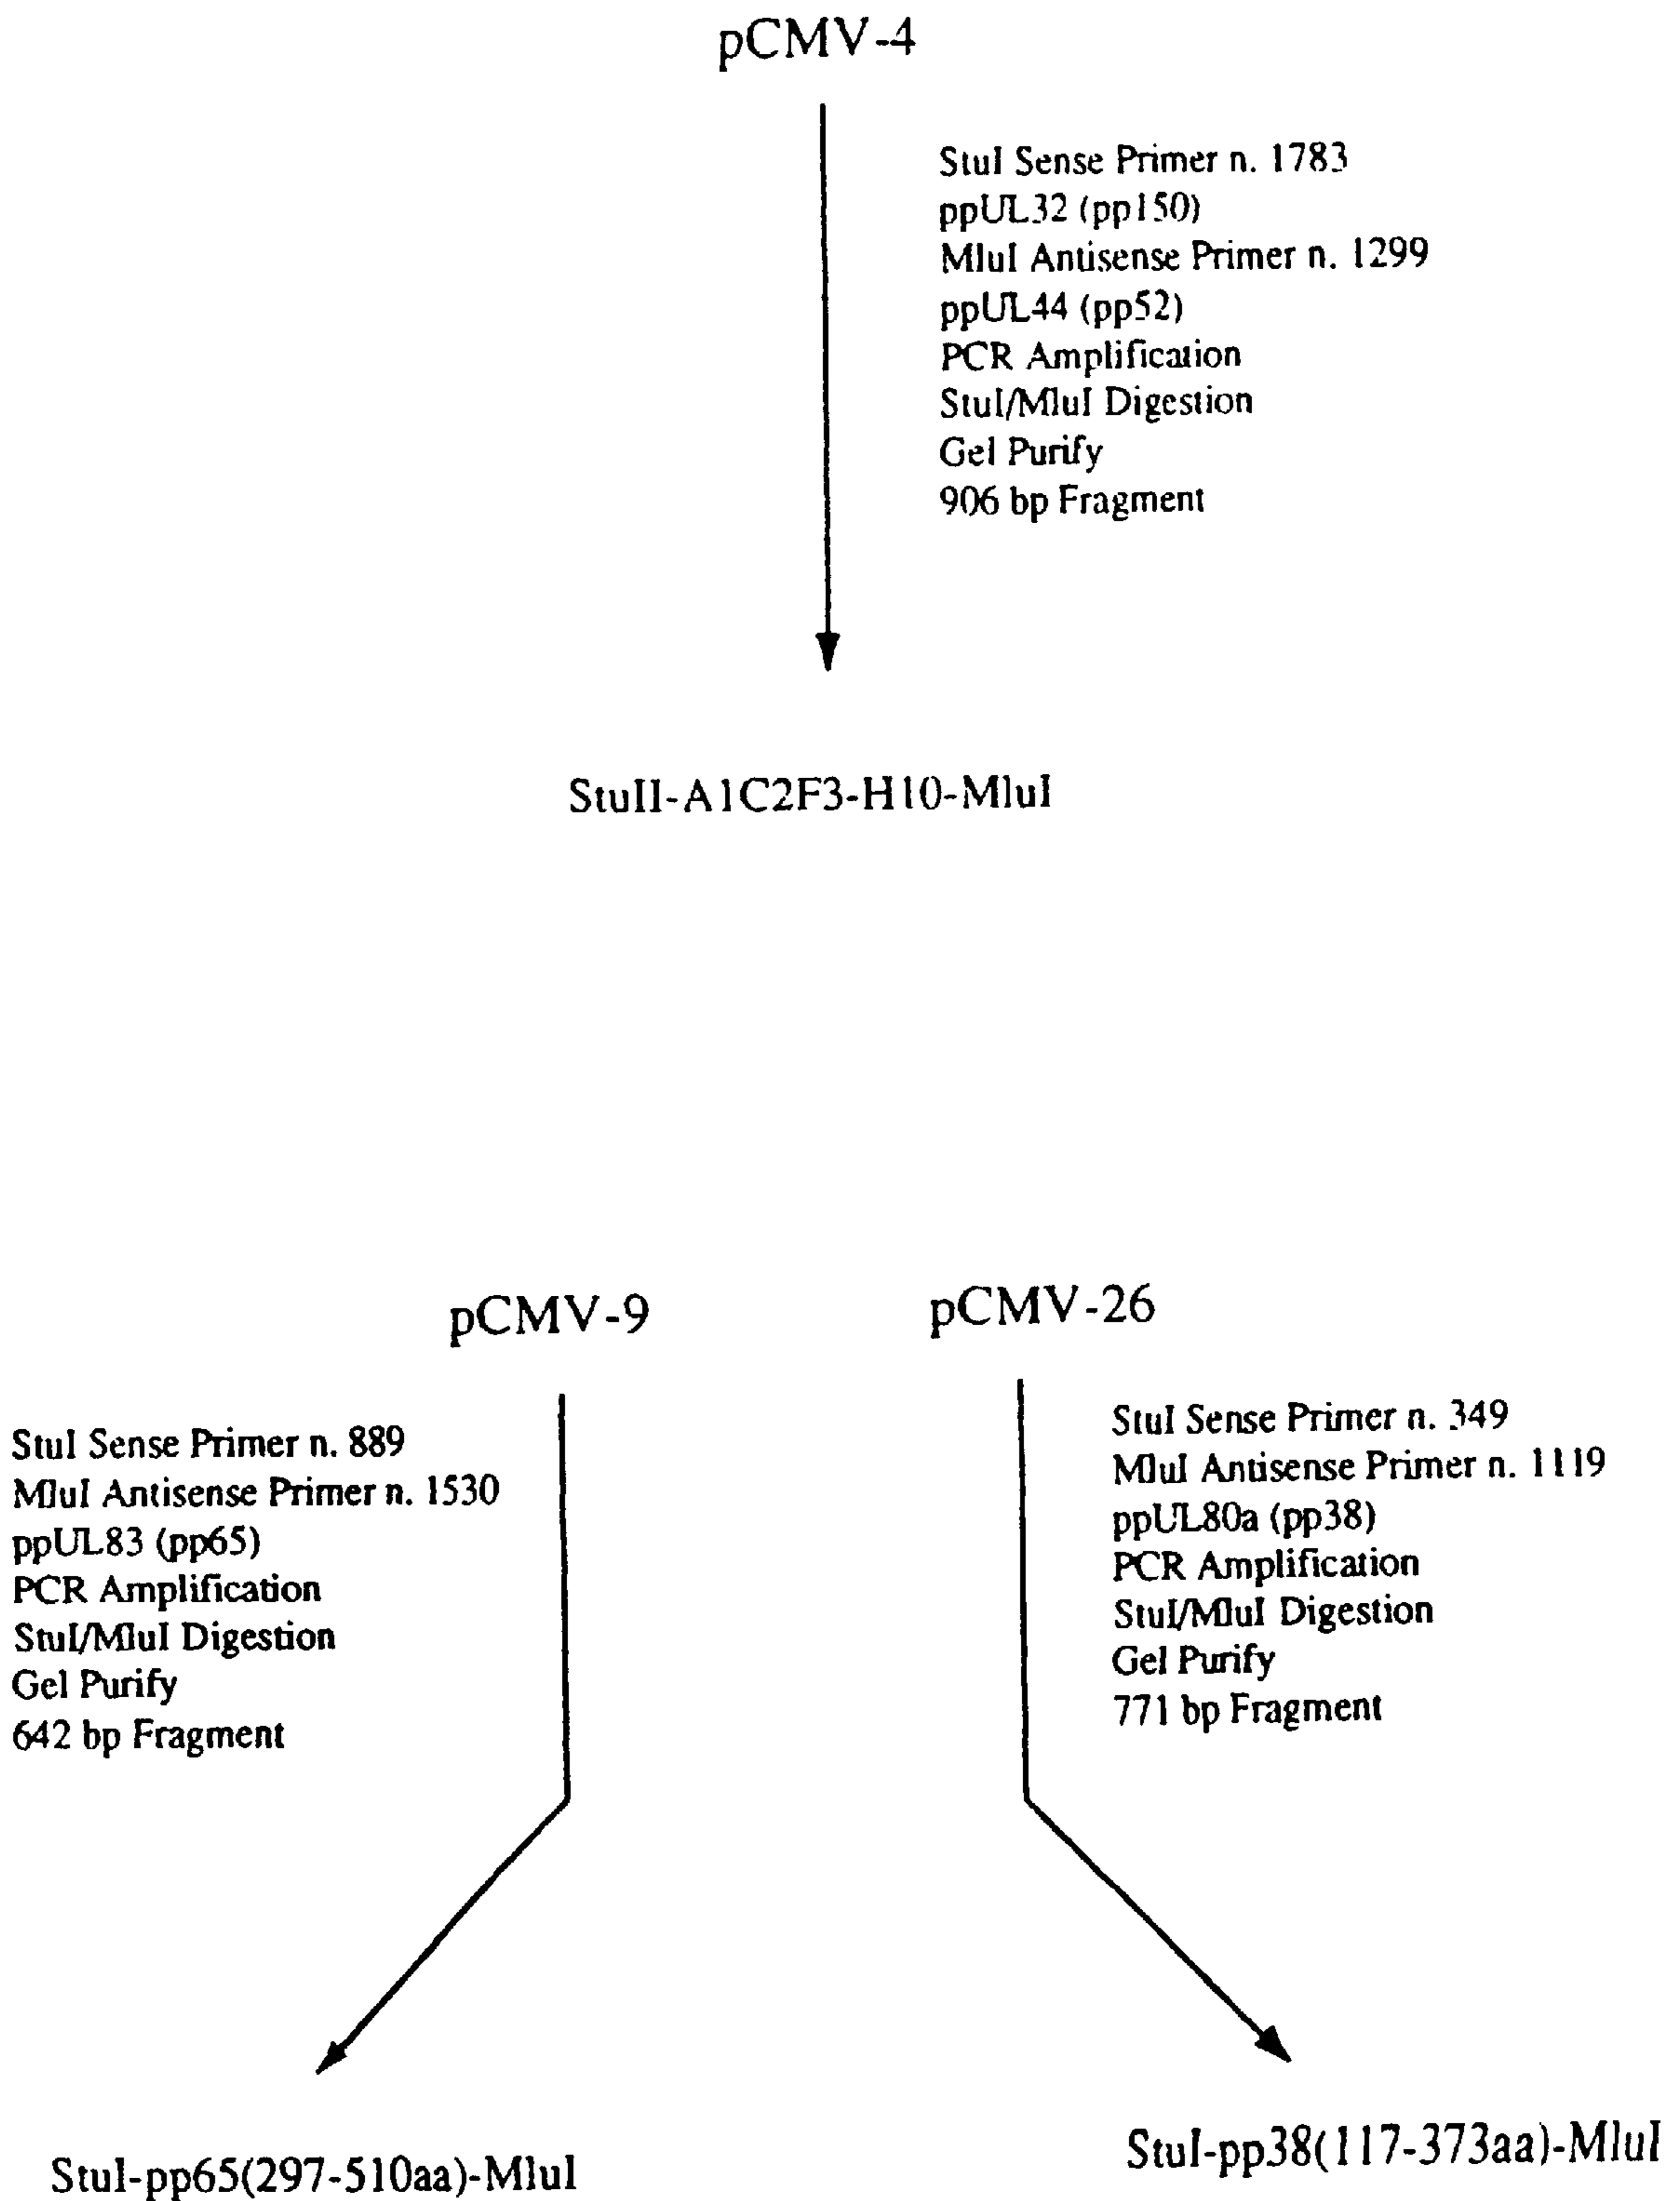 pCMV-4
StuI Sense Primer n. 1783
ppUL32 (pp150)
MluI Antisense Primer n. 1299
ppUL44 (pp52)
PCR Amplification
StuI/MluI Digestion
Gel Purify
906 bp Fragment
StuII-A1C2F3-H10-MluI
pCMV-9
StuI Sense Primer n. 889
MluI Antisense Primer n. 1530
ppUL83 (pp65)
PCR Amplification
StuI/MluI Digestion
Gel Purify
642 bp Fragment
StuI-pp65(297-510aa)-MluI
pCMV-26
StuI Sense Primer n. 349
MluI Antisense Primer n. 1119
ppUL80a (pp38)
PCR Amplification
StuI/MluI Digestion
Gel Purify
771 bp Fragment
StuI-pp38(117-373aa)-MluI